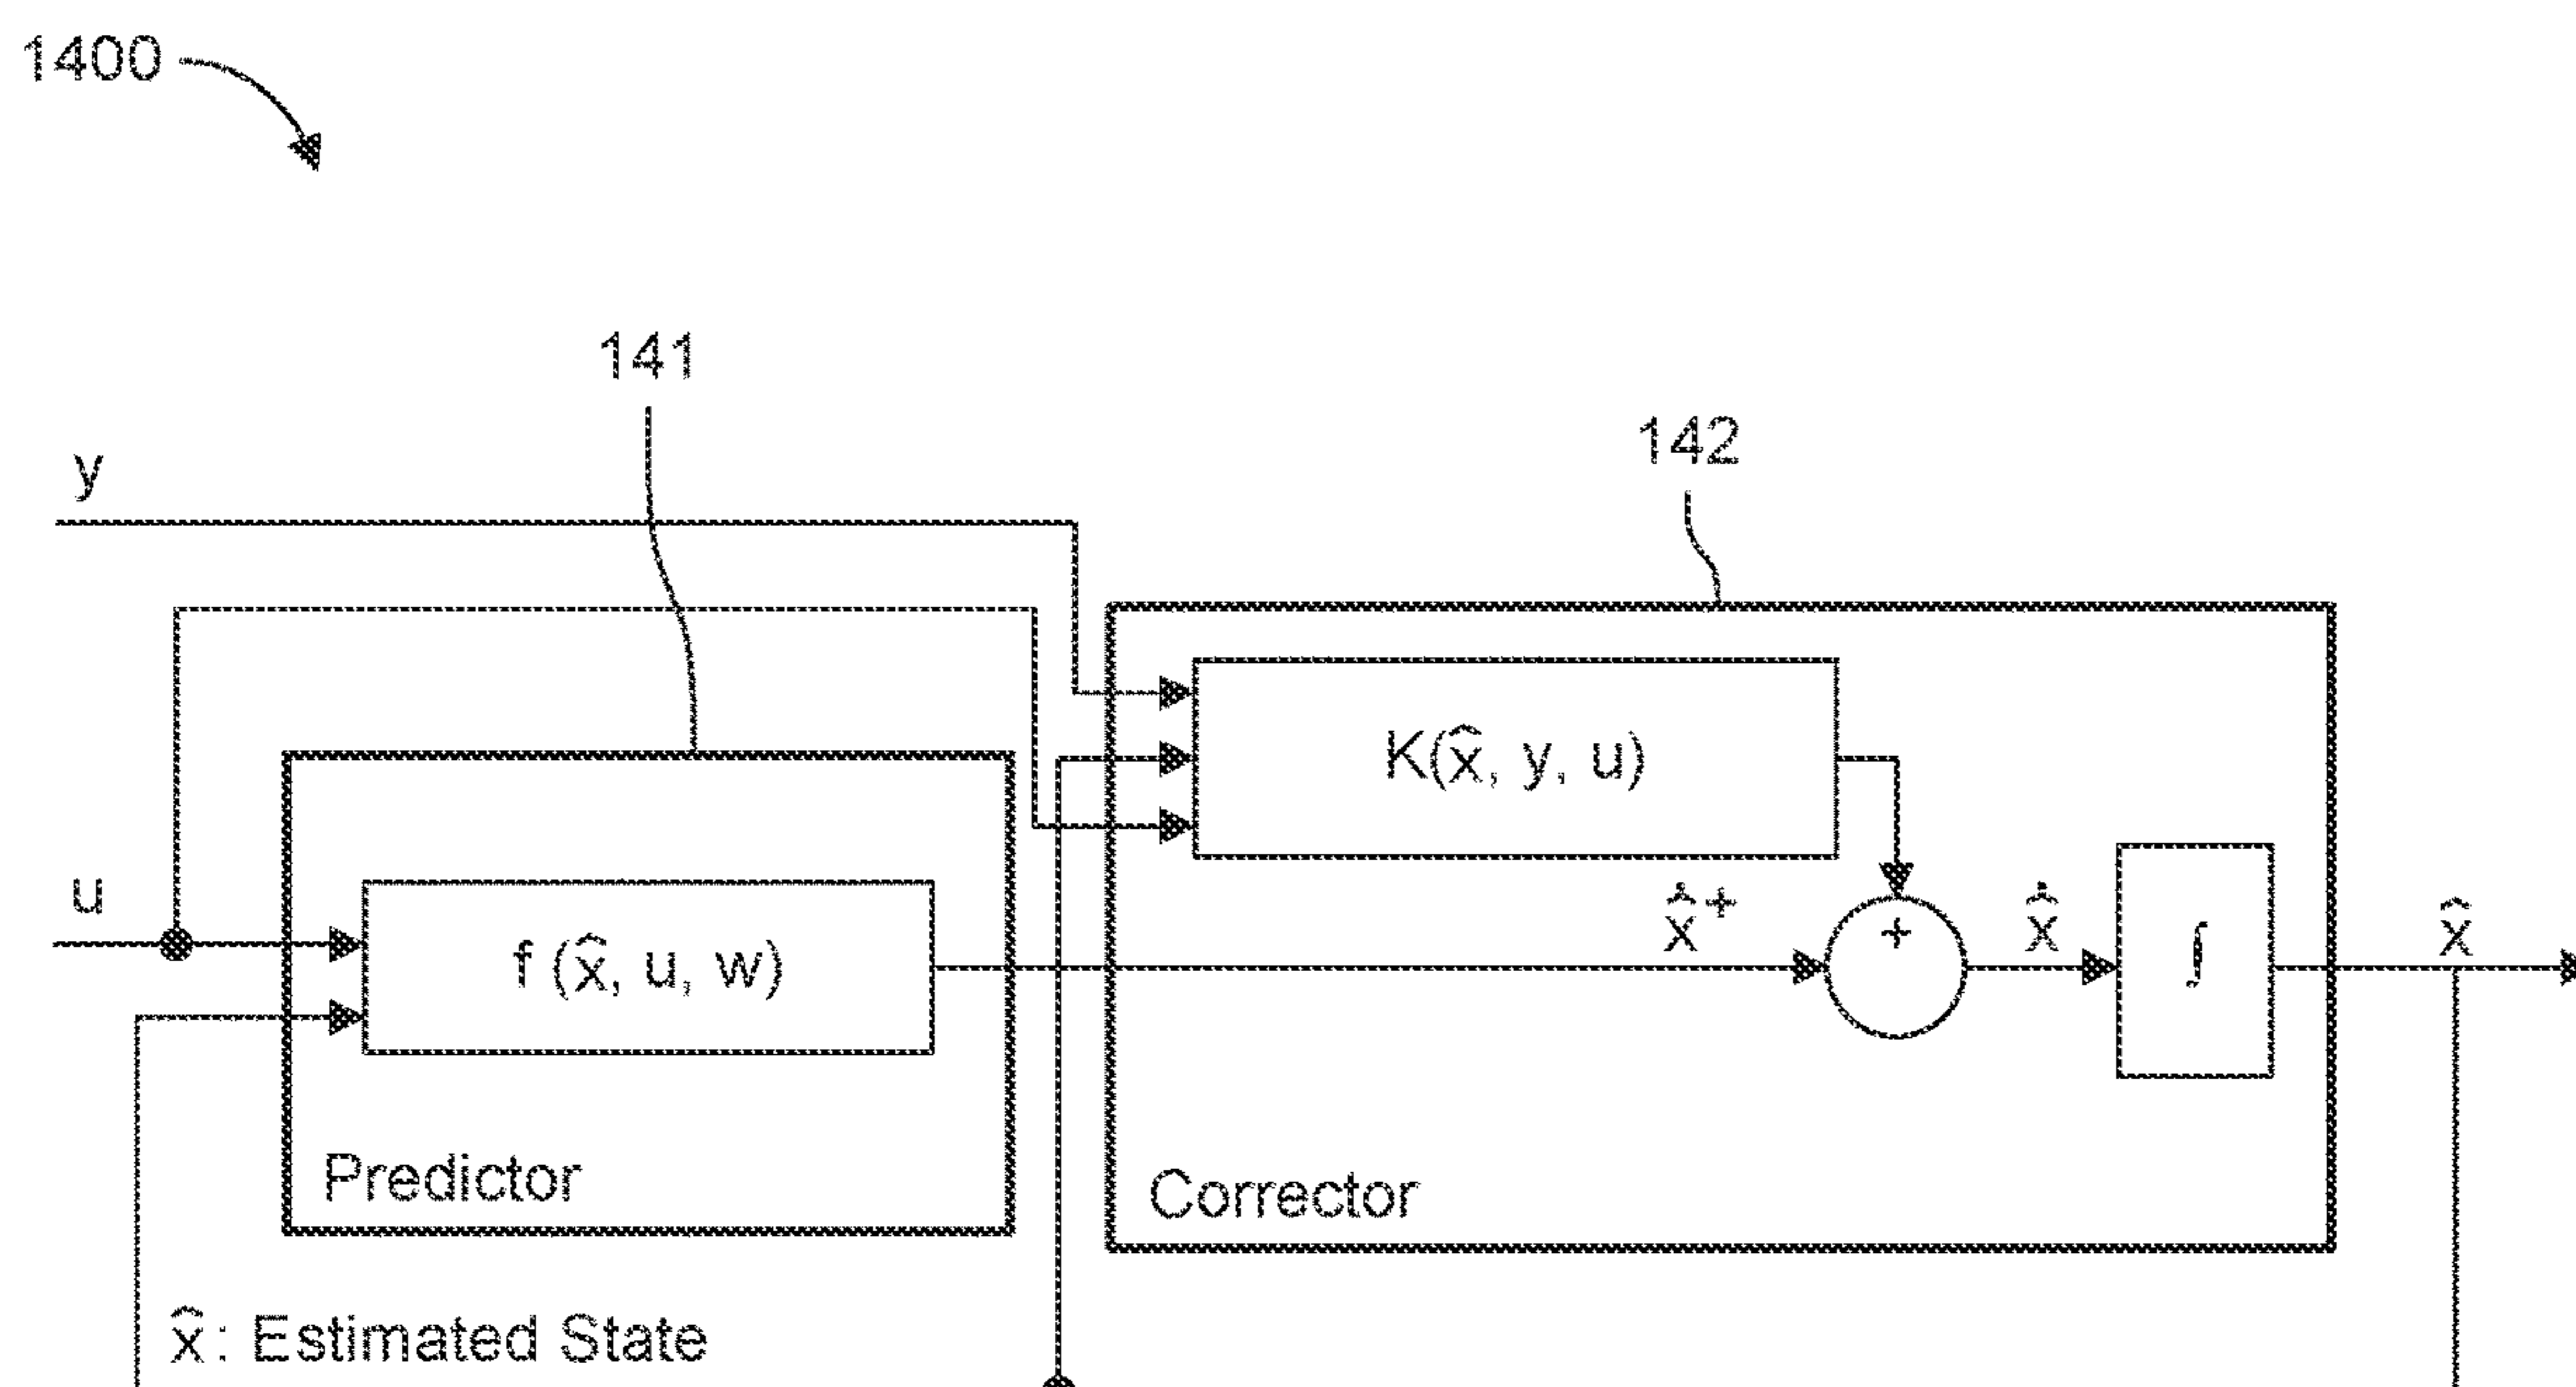 1400
141
142
y
K(x̂, y, u)
u
f (x̂, u, w)
x̂̇⁺
+
x̂̇
∫
x̂
Predictor
Corrector
x̂: Estimated State